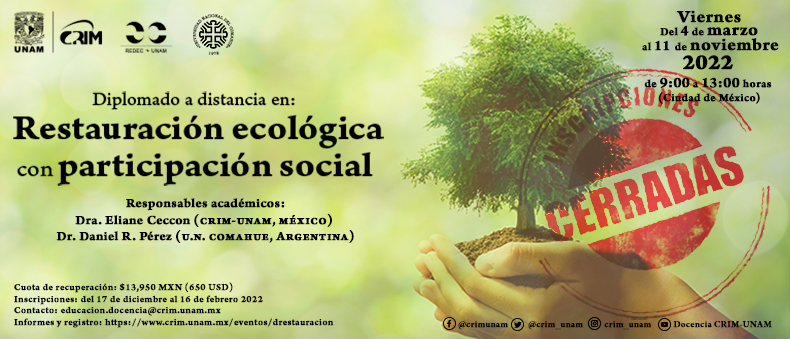 UNAM
CRIM
REDEC • UNAM
UNIVERSIDAD NACIONAL DEL COMAHUE
Viernes
Del 4 de marzo
al 11 de noviembre
2022
de 9:00 a 13:00 horas
(Ciudad de México)
INSCRIPCIONES
CERRADAS
Diplomado a distancia en:
Restauración ecológica
con participación social
Responsables académicos:
Dra. Eliane Ceccon (CRIM-UNAM, MÉXICO)
Dr. Daniel R. Pérez (U.N. COMAHUE, ARGENTINA)
Cuota de recuperación: $13,950 MXN (650 USD)
Inscripciones: del 17 de diciembre al 16 de febrero 2022
Contacto: educacion.docencia@crim.unam.mx
Informes y registro: https://www.crim.unam.mx/eventos/drestauracion
@crimunam @crim_unam crim_unam Docencia CRIM-UNAM